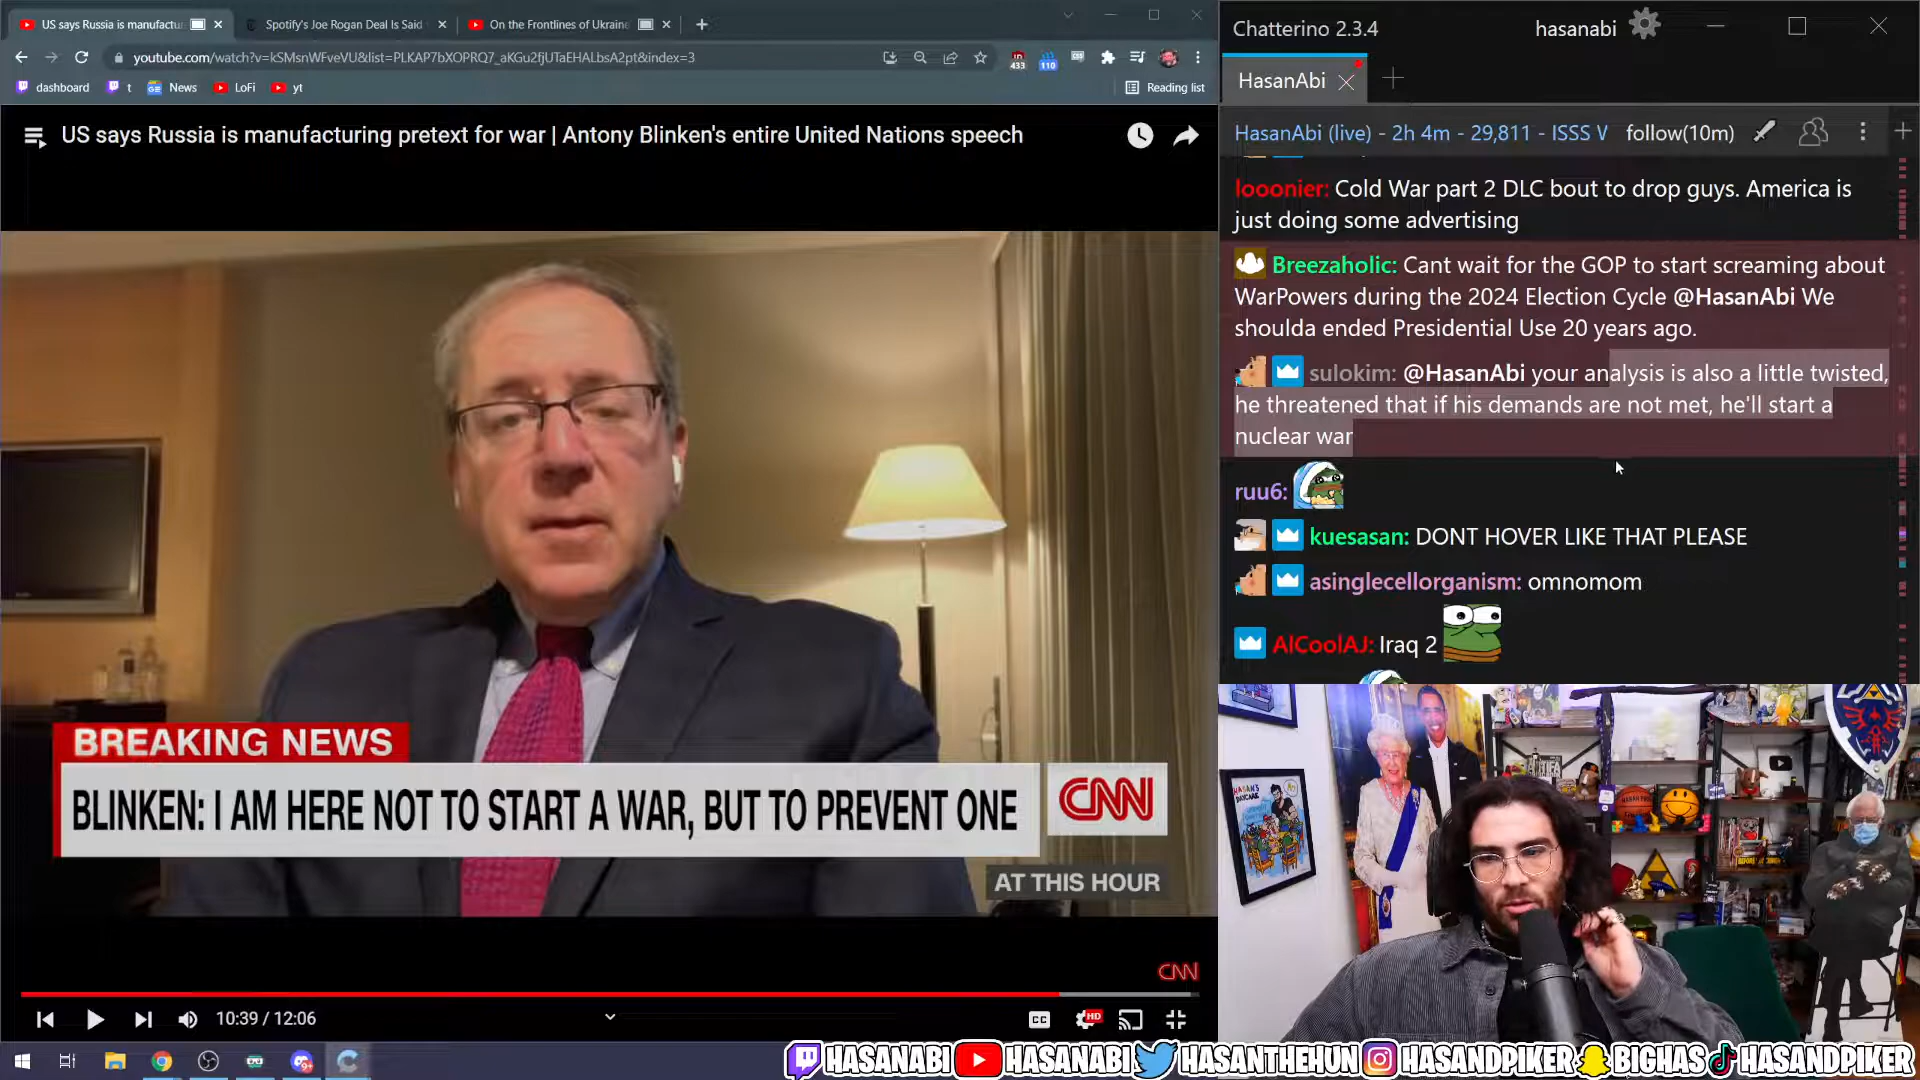 US says Russia is manufactu
Spotify's Joe Rogan Deal Is Said
On the Frontlines of Ukraine
youtube.com/watch?v=kSMsnWFveVU&list=PLKAP7bXOPRQ7_aKGu2fjUTaEHALbsA2pt&index=3
433
110
dashboard
t
News
LoFi
yt
Reading list
US says Russia is manufacturing pretext for war | Antony Blinken's entire United Nations speech
BREAKING NEWS
BLINKEN: I AM HERE NOT TO START A WAR, BUT TO PREVENT ONE
CNN
AT THIS HOUR
CNN
10:39 / 12:06
CC
HD
Chatterino 2.3.4
hasanabi
HasanAbi
HasanAbi (live) - 2h 4m - 29,811 - ISSS V
follow(10m)
looonier: Cold War part 2 DLC bout to drop guys. America is
just doing some advertising
Breezaholic: Cant wait for the GOP to start screaming about
WarPowers during the 2024 Election Cycle @HasanAbi We
shoulda ended Presidential Use 20 years ago.
sulokim: @HasanAbi your analysis is also a little twisted,
he threatened that if his demands are not met, he'll start a
nuclear war
ruu6:
kuesasan: DONT HOVER LIKE THAT PLEASE
asinglecellorganism: omnomom
AlCoolAJ: Iraq 2
HASANABI
HASANABI
HASANTHEHUN
HASANDPIKER
BIGHAS
HASANDPIKER